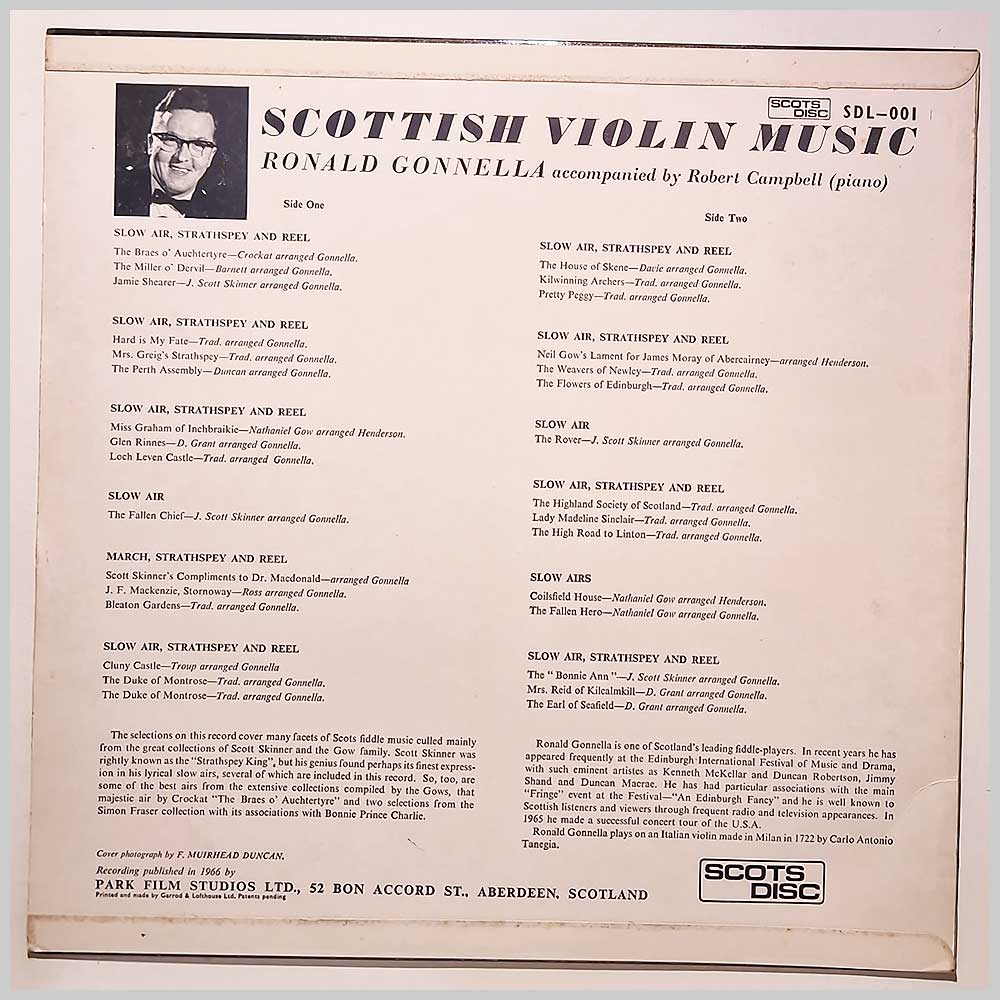 SCOTS DISC SDL—001
SCOTTISH VIOLIN MUSIC
RONALD GONNELLA accompanied by Robert Campbell (piano)
Side One
SLOW AIR, STRATHSPEY AND REEL
The Braes o' Auchtertyre—Crockat arranged Gonnella.
The Miller o' Dervil—Barnett arranged Gonnella.
Jamie Shearer—J. Scott Skinner arranged Gonnella.
SLOW AIR, STRATHSPEY AND REEL
Hard is My Fate—Trad. arranged Gonnella.
Mrs. Greig's Strathspey—Trad. arranged Gonnella.
The Perth Assembly—Duncan arranged Gonnella.
SLOW AIR, STRATHSPEY AND REEL
Miss Graham of Inchbraikie—Nathaniel Gow arranged Henderson.
Glen Rinnes—D. Grant arranged Gonnella.
Loch Leven Castle—Trad. arranged Gonnella.
SLOW AIR
The Fallen Chief—J. Scott Skinner arranged Gonnella.
MARCH, STRATHSPEY AND REEL
Scott Skinner's Compliments to Dr. Macdonald—arranged Gonnella
J. F. Mackenzie, Stornoway—Ross arranged Gonnella.
Bleaton Gardens—Trad. arranged Gonnella.
SLOW AIR, STRATHSPEY AND REEL
Cluny Castle—Troup arranged Gonnella
The Duke of Montrose—Trad. arranged Gonnella.
The Duke of Montrose—Trad. arranged Gonnella.
Side Two
SLOW AIR, STRATHSPEY AND REEL
The House of Skene—Davie arranged Gonnella.
Kilwinning Archers—Trad. arranged Gonnella.
Pretty Peggy—Trad. arranged Gonnella.
SLOW AIR, STRATHSPEY AND REEL
Neil Gow's Lament for James Moray of Abercairney—arranged Henderson.
The Weavers of Newley—Trad. arranged Gonnella.
The Flowers of Edinburgh—Trad. arranged Gonnella.
SLOW AIR
The Rover—J. Scott Skinner arranged Gonnella.
SLOW AIR, STRATHSPEY AND REEL
The Highland Society of Scotland—Trad. arranged Gonnella.
Lady Madeline Sinclair—Trad. arranged Gonnella.
The High Road to Linton—Trad. arranged Gonnella.
SLOW AIRS
Coilsfield House—Nathaniel Gow arranged Henderson.
The Fallen Hero—Nathaniel Gow arranged Gonnella.
SLOW AIR, STRATHSPEY AND REEL
The " Bonnie Ann "—J. Scott Skinner arranged Gonnella.
Mrs. Reid of Kilcalmkill—D. Grant arranged Gonnella.
The Earl of Seafield—D. Grant arranged Gonnella.
The selections on this record cover many facets of Scots fiddle music culled mainly
from the great collections of Scott Skinner and the Gow family. Scott Skinner was
rightly known as the "Strathspey King", but his genius found perhaps its finest express-
ion in his lyrical slow airs, several of which are included in this record. So, too, are
some of the best airs from the extensive collections compiled by the Gows, that
majestic air by Crockat "The Braes o' Auchtertyre" and two selections from the
Simon Fraser collection with its associations with Bonnie Prince Charlie.
Ronald Gonnella is one of Scotland's leading fiddle-players. In recent years he has
appeared frequently at the Edinburgh International Festival of Music and Drama,
with such eminent artistes as Kenneth McKellar and Duncan Robertson, Jimmy
Shand and Duncan Macrae. He has had particular associations with the main
"Fringe" event at the Festival—"An Edinburgh Fancy" and he is well known to
Scottish listeners and viewers through frequent radio and television appearances. In
1965 he made a successful concert tour of the U.S.A.
Ronald Gonnella plays on an Italian violin made in Milan in 1722 by Carlo Antonio
Tanegia.
Cover photograph by F. MUIRHEAD DUNCAN.
Recording published in 1966 by
PARK FILM STUDIOS LTD., 52 BON ACCORD ST., ABERDEEN, SCOTLAND
Printed and made by Garrod & Lofthouse Ltd. Patents pending
SCOTS
DISC